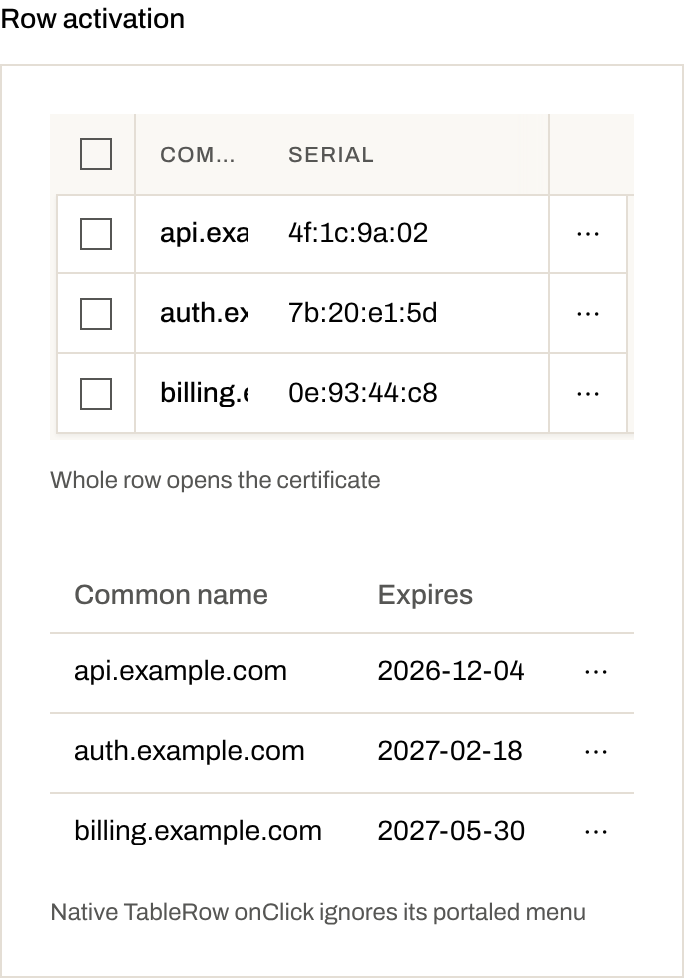 Row activation
COM... SERIAL
api.exa 4f:1c:9a:02 ...
auth.ex 7b:20:e1:5d ...
billing. 0e:93:44:c8 ...
Whole row opens the certificate
Common name Expires
api.example.com 2026-12-04 ...
auth.example.com 2027-02-18 ...
billing.example.com 2027-05-30 ...
Native TableRow onClick ignores its portaled menu